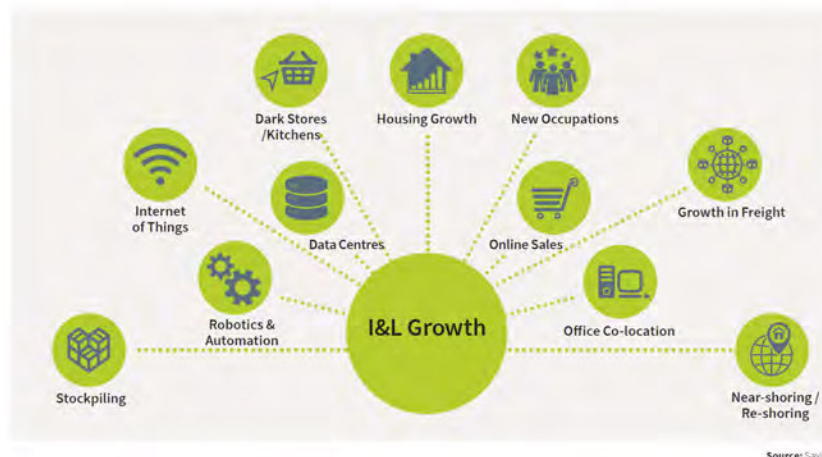 Dark Stores
/Kitchens
Housing Growth
New Occupations
Internet
of Things
Data Centres
Online Sales
Growth in Freight
Robotics &
Automation
I&L Growth
Office Co-location
Stockpiling
Near-shoring /
Re-shoring
Source: